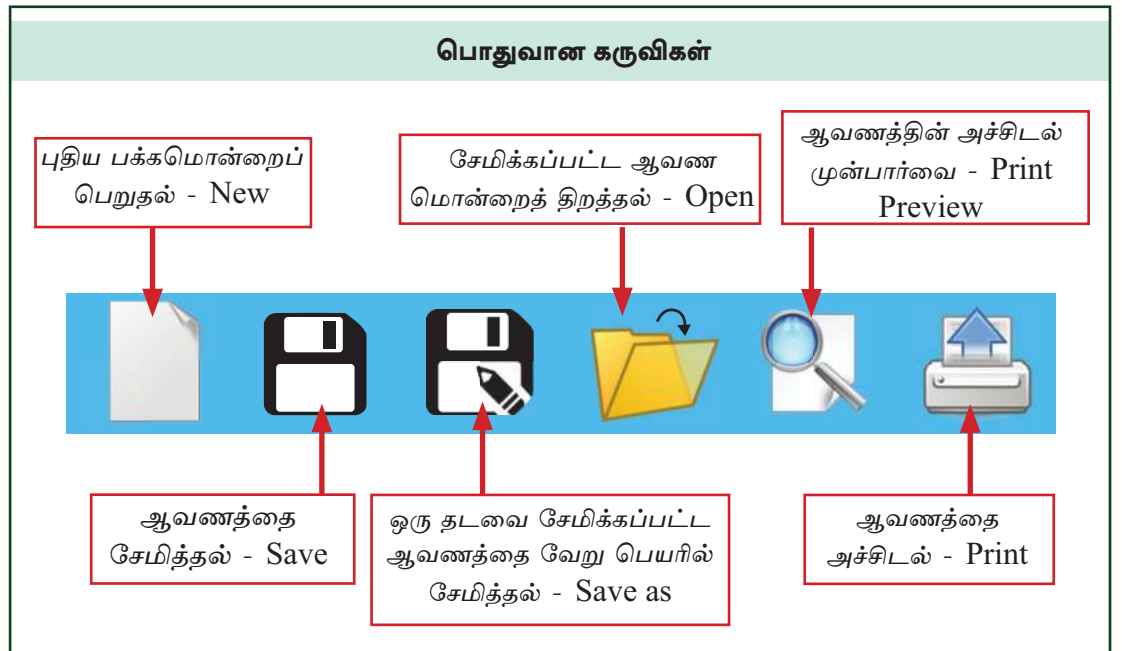 பொதுவான கருவிகள்
புதிய பக்கமொன்றைப்
பெறுதல் - New
சேமிக்கப்பட்ட ஆவண
மொன்றைத் திறத்தல் - Open
ஆவணத்தின் அச்சிடல்
முன்பார்வை - Print
Preview
ஆவணத்தை
சேமித்தல் - Save
ஒரு தடவை சேமிக்கப்பட்ட
ஆவணத்தை வேறு பெயரில்
சேமித்தல் - Save as
ஆவணத்தை
அச்சிடல் - Print